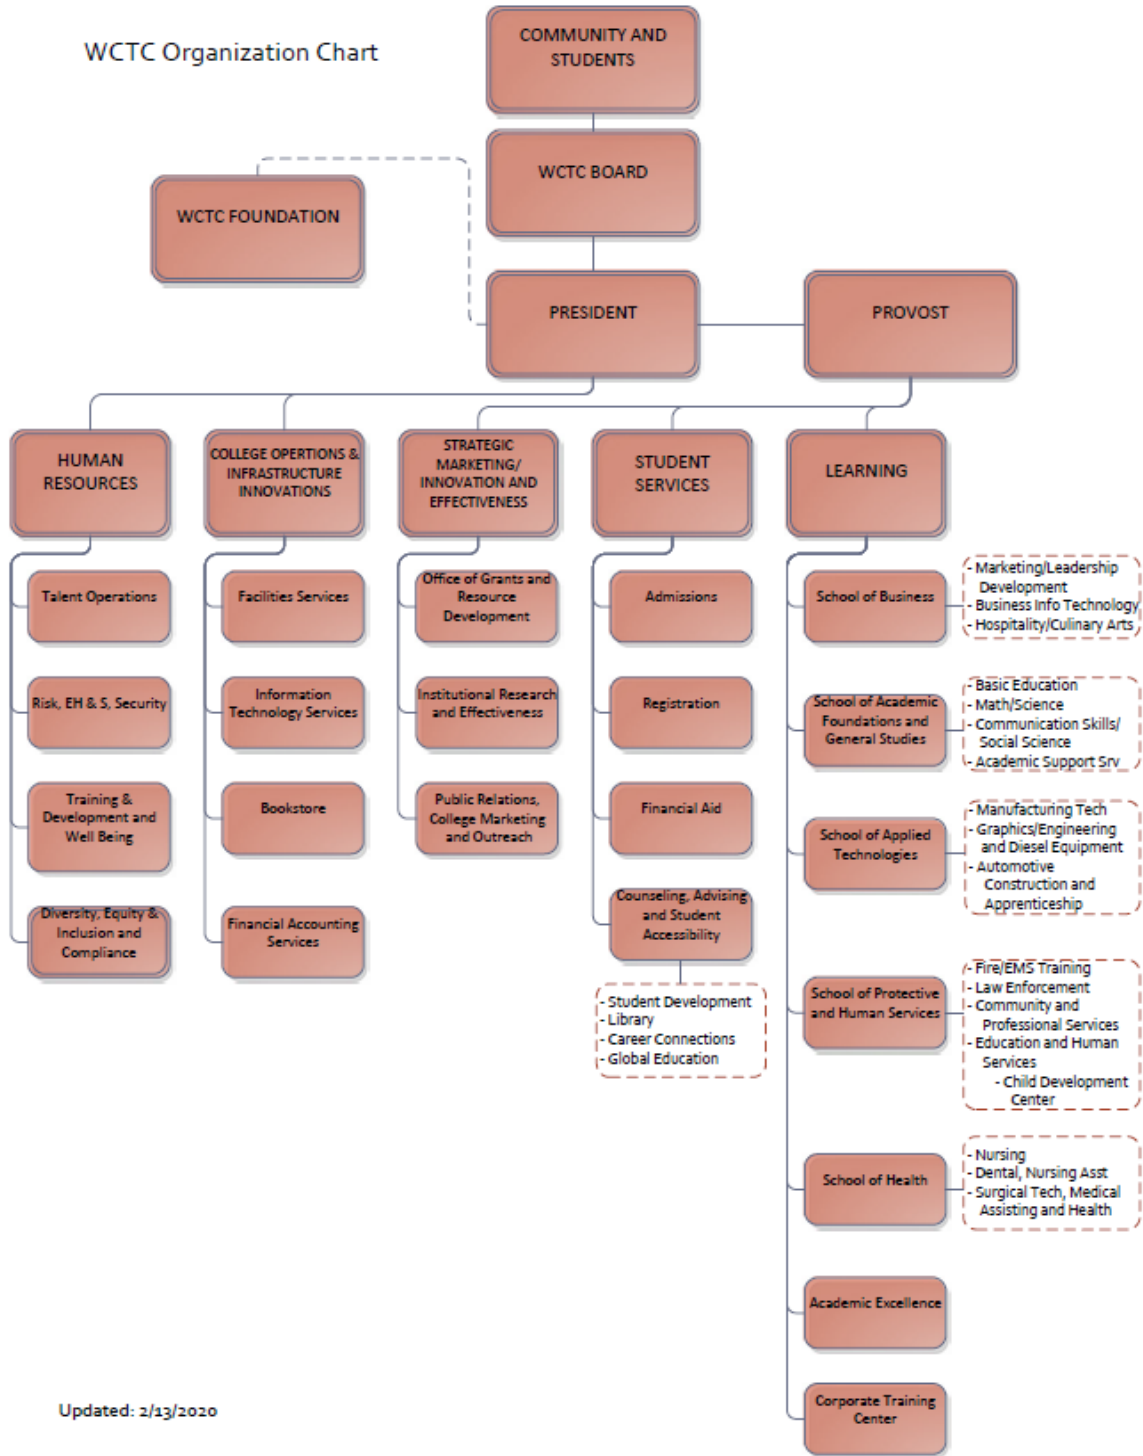 WCTC Organization Chart
COMMUNITY AND
STUDENTS
WCTC BOARD
WCTC FOUNDATION
PRESIDENT
PROVOST
HUMAN
RESOURCES
COLLEGE OPERTIONS &
INFRASTRUCTURE
INNOVATIONS
STRATEGIC
MARKETING/
INNOVATION AND
EFFECTIVENESS
STUDENT
SERVICES
LEARNING
Talent Operations
Risk, EH & S, Security
Training &
Development and
Well Being
Diversity, Equity &
Inclusion and
Compliance
Facilities Services
Information
Technology Services
Bookstore
Financial Accounting
Services
Office of Grants and
Resource
Development
Institutional Research
and Effectiveness
Public Relations,
College Marketing
and Outreach
Admissions
Registration
Financial Aid
Counseling, Advising
and Student
Accessibility
- Student Development
- Library
- Career Connections
- Global Education
School of Business
- Marketing/Leadership
Development
- Business Info Technology
- Hospitality/Culinary Arts
School of Academic
Foundations and
General Studies
- Basic Education
- Math/Science
- Communication Skills/
Social Science
- Academic Support Srv
School of Applied
Technologies
- Manufacturing Tech
- Graphics/Engineering
and Diesel Equipment
- Automotive
Construction and
Apprenticeship
School of Protective
and Human Services
- Fire/EMS Training
- Law Enforcement
- Community and
Professional Services
- Education and Human
Services
- Child Development
Center
School of Health
- Nursing
- Dental, Nursing Asst
- Surgical Tech, Medical
Assisting and Health
Academic Excellence
Corporate Training
Center
Updated: 2/13/2020